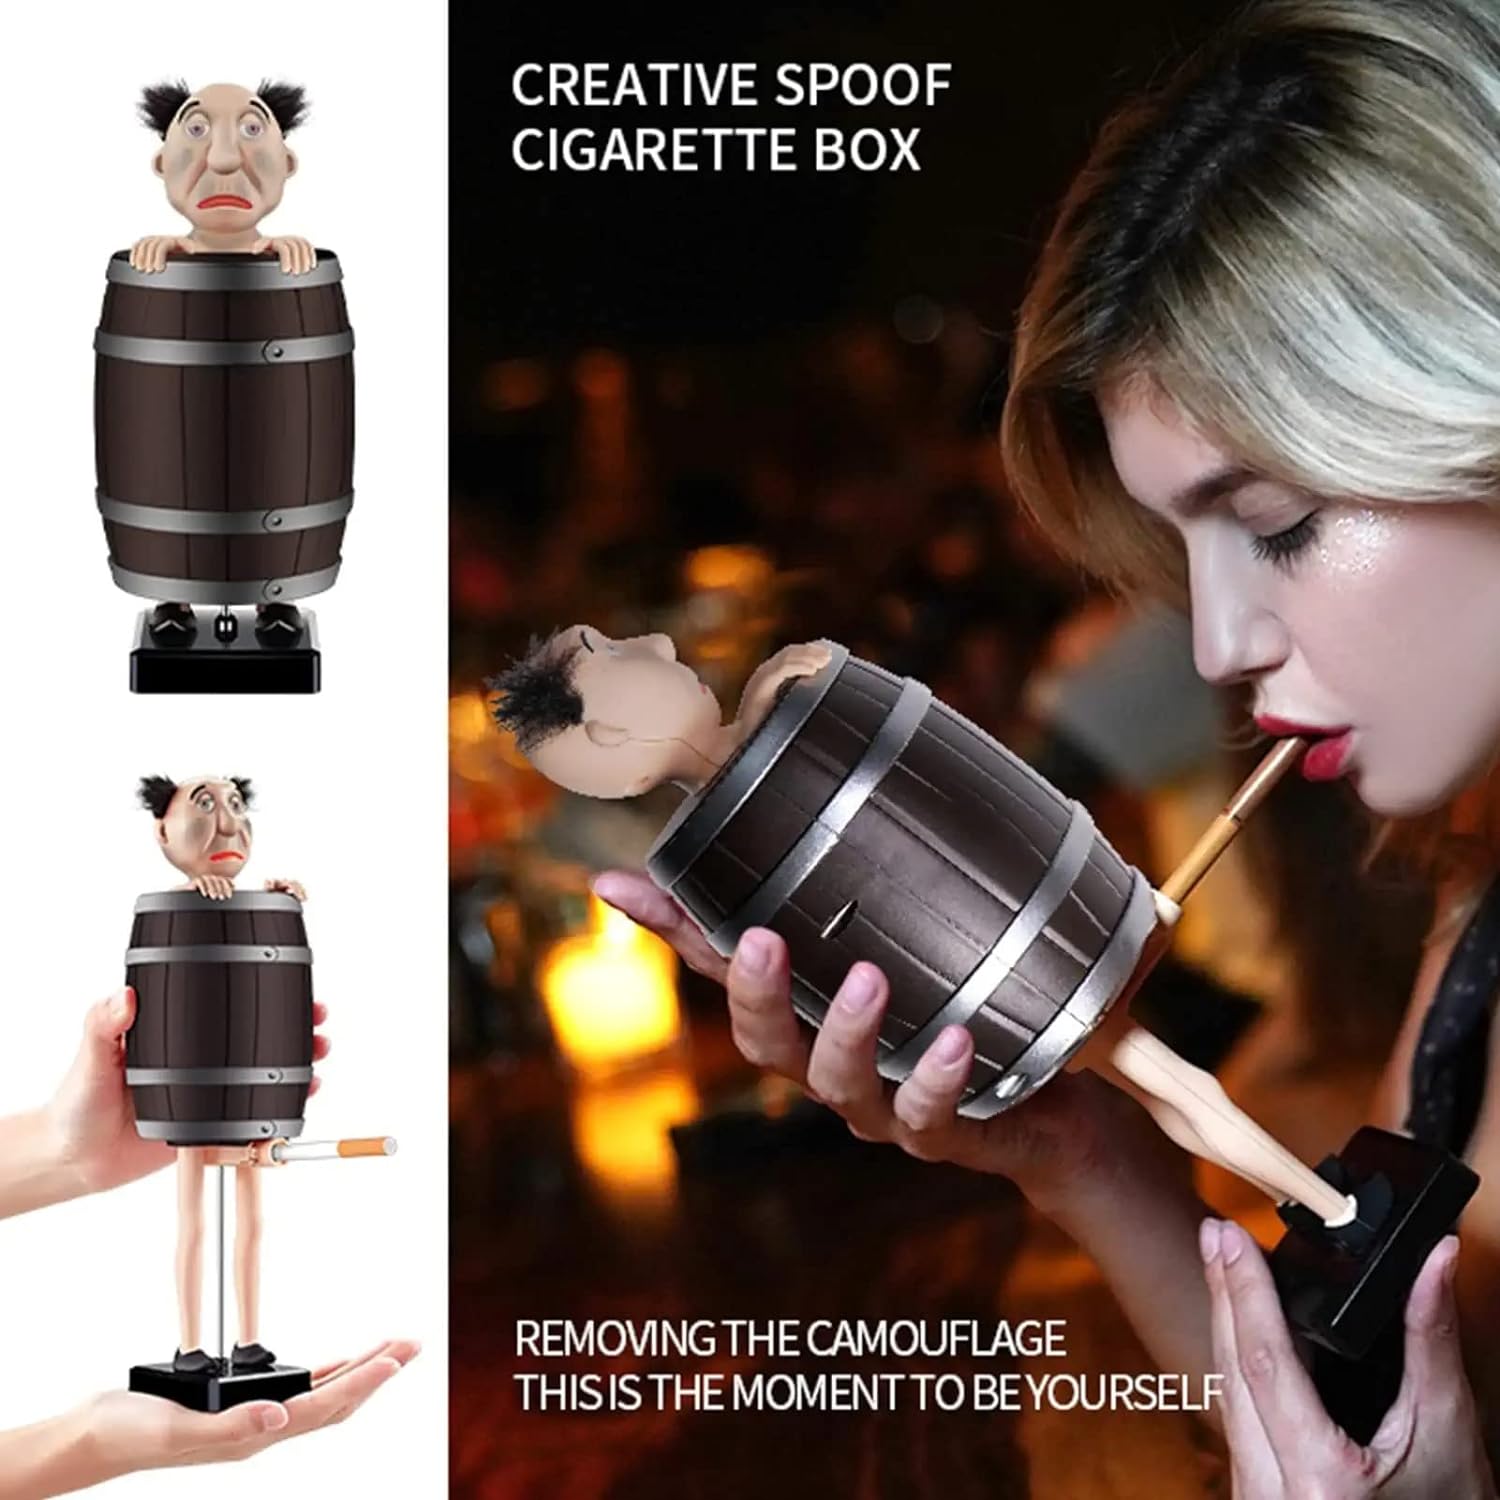 CREATIVE SPOOF
CIGARETTE BOX
REMOVING THE CAMOUFLAGE
THIS IS THE MOMENT TO BE YOURSELF